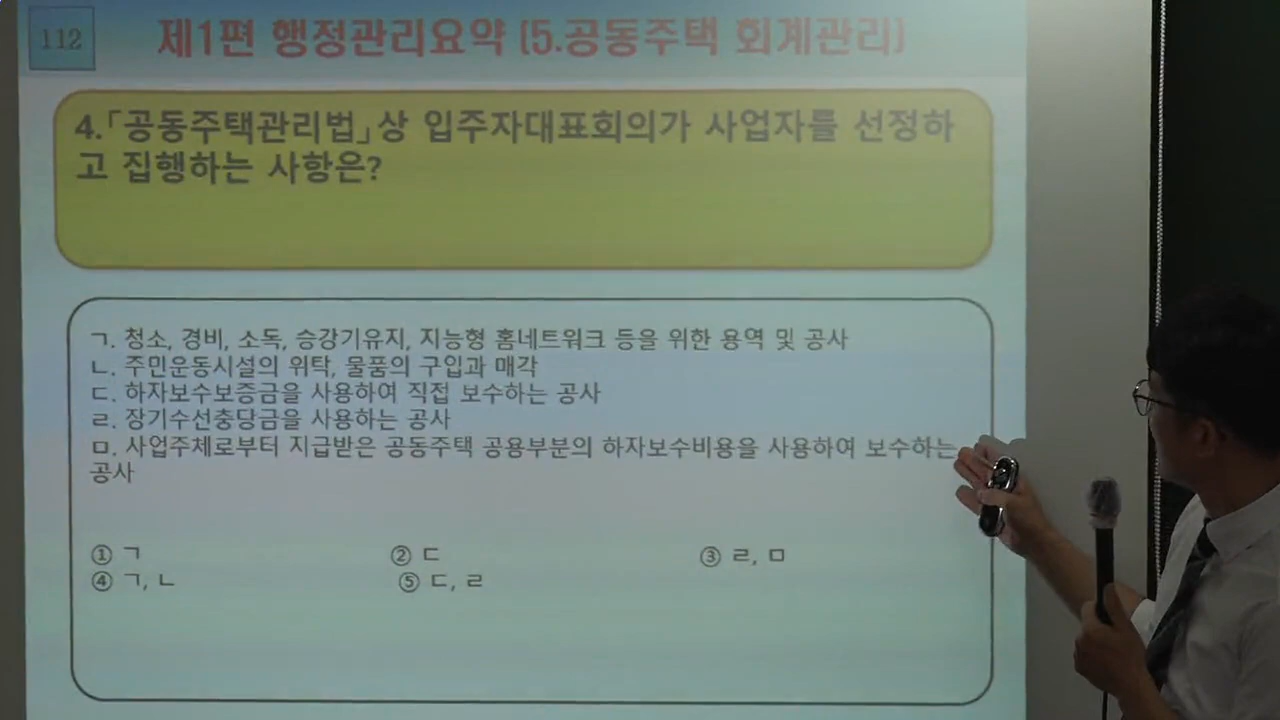 112
제1편 행정관리요약 (5.공동주택 회계관리)
4.「공동주택관리법」상 입주자대표회의가 사업자를 선정하
고 집행하는 사항은?
ㄱ. 청소, 경비, 소독, 승강기유지, 지능형 홈네트워크 등을 위한 용역 및 공사
ㄴ. 주민운동시설의 위탁, 물품의 구입과 매각
ㄷ. 하자보수보증금을 사용하여 직접 보수하는 공사
ㄹ. 장기수선충당금을 사용하는 공사
ㅁ. 사업주체로부터 지급받은 공동주택 공용부분의 하자보수비용을 사용하여 보수하는
공사
① ㄱ ② ㄷ ③ ㄹ, ㅁ
④ ㄱ, ㄴ ⑤ ㄷ, ㄹ